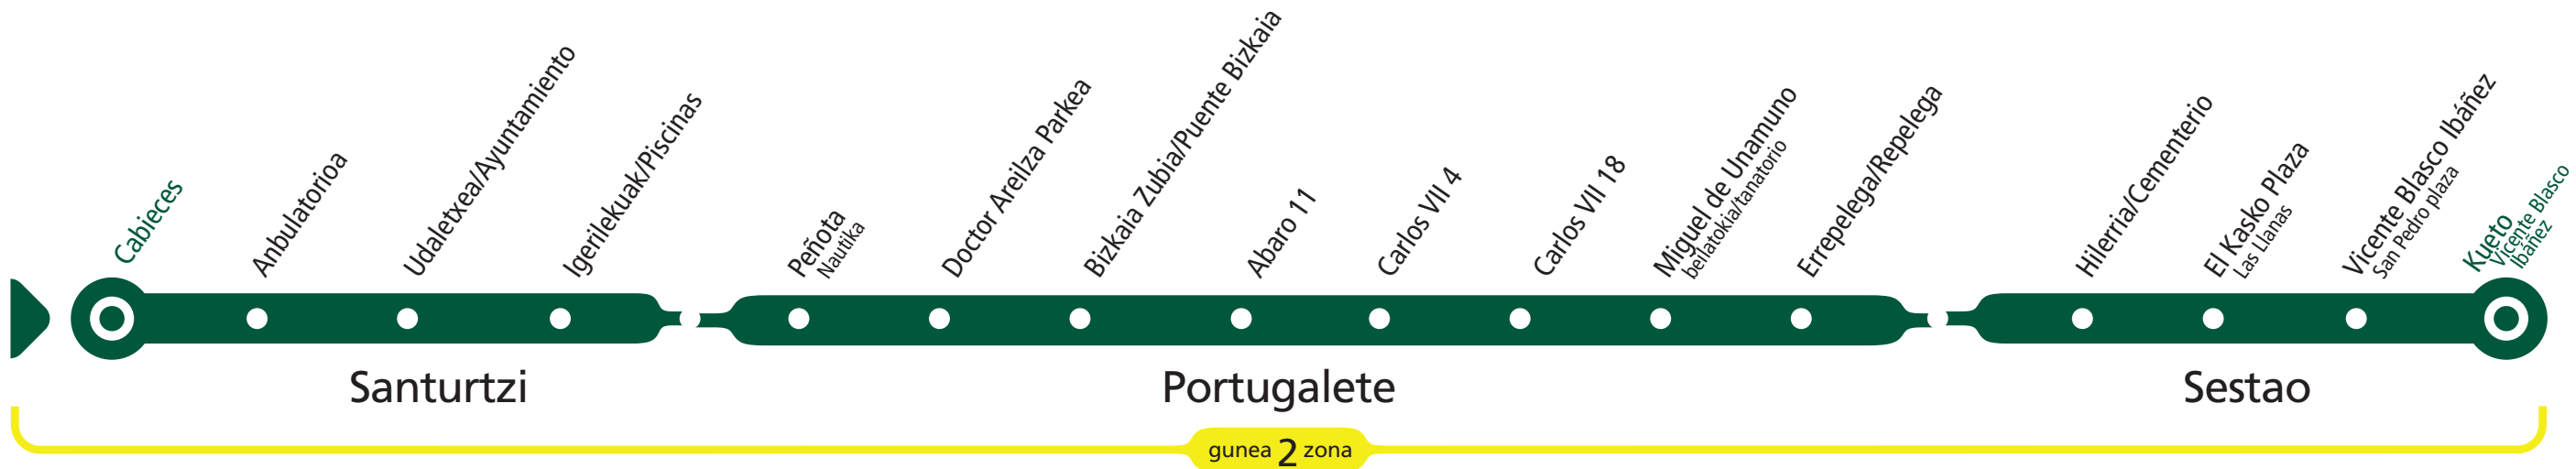 Cabieces
Anbulatorioa
Udaletxea/Ayuntamiento
Igerilekuak/Piscinas
Peñota
Nautika
Doctor Areilza Parkea
Bizkaia Zubia/Puente Bizkaia
Abaro 11
Carlos VII 4
Carlos VII 18
Miguel de Unamuno
beilatokia/tanatorio
Errepelega/Repelega
Hilerria/Cementerio
El Kasko Plaza
Las Llanas
Vicente Blasco Ibáñez
San Pedro plaza
Kueto
Vicente Blasco
Ibáñez
Santurtzi
Portugalete
Sestao
gunea 2 zona